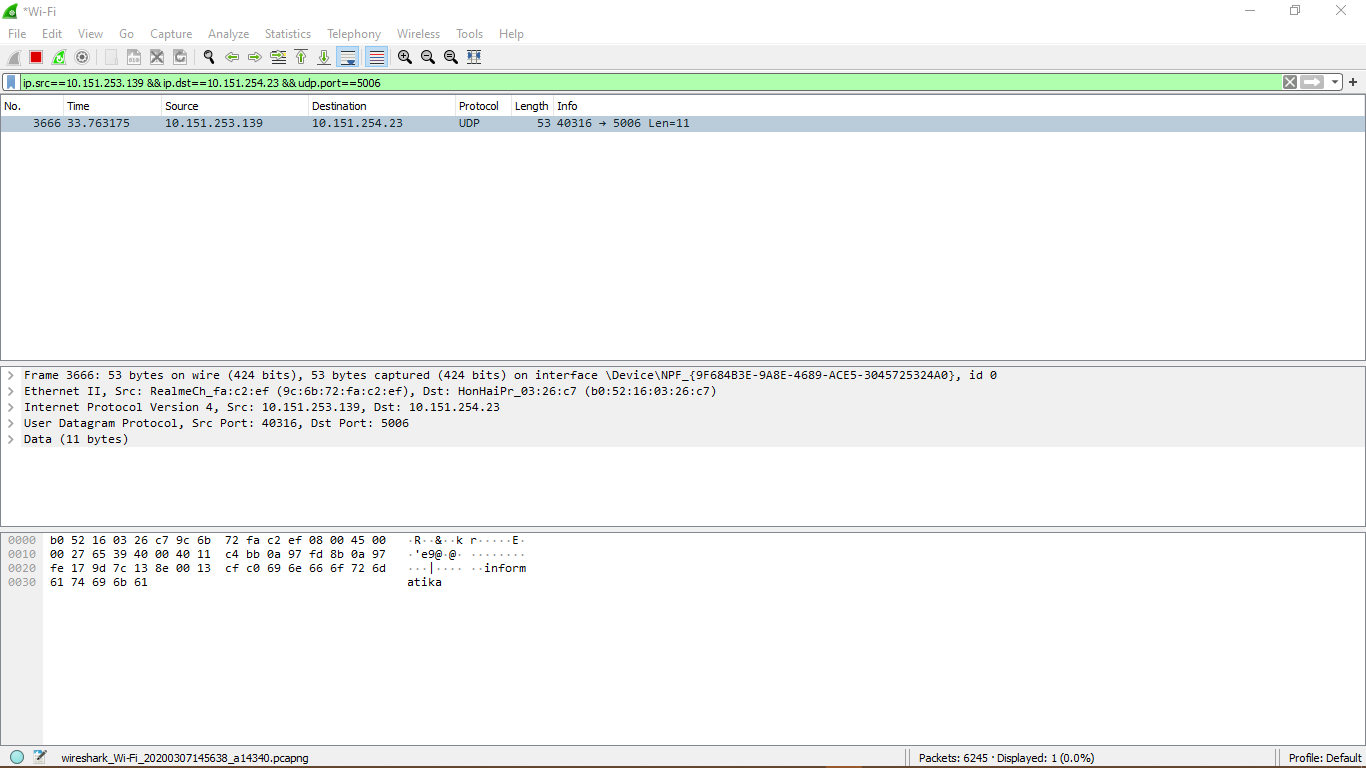 *Wi-Fi
File Edit View Go Capture Analyze Statistics Telephony Wireless Tools Help
ip.src==10.151.253.139 && ip.dst==10.151.254.23 && udp.port==5006
No. Time Source Destination Protocol Length Info
3666 33.763175 10.151.253.139 10.151.254.23 UDP 53 40316 → 5006 Len=11
Frame 3666: 53 bytes on wire (424 bits), 53 bytes captured (424 bits) on interface \Device\NPF_{9F684B3E-9A8E-4689-ACE5-3045725324A0}, id 0
Ethernet II, Src: RealmeCh_fa:c2:ef (9c:6b:72:fa:c2:ef), Dst: HonHaiPr_03:26:c7 (b0:52:16:03:26:c7)
Internet Protocol Version 4, Src: 10.151.253.139, Dst: 10.151.254.23
User Datagram Protocol, Src Port: 40316, Dst Port: 5006
Data (11 bytes)
0000 b0 52 16 03 26 c7 9c 6b 72 fa c2 ef 08 00 45 00 ·R··&··k r·····E·
0010 00 27 65 39 40 00 40 11 c4 bb 0a 97 fd 8b 0a 97 ·'e9@·@· ········
0020 fe 17 9d 7c 13 8e 00 13 cf c0 69 6e 66 6f 72 6d ···|···· ··inform
0030 61 74 69 6b 61 atika
wireshark_Wi-Fi_20200307145638_a14340.pcapng Packets: 6245 · Displayed: 1 (0.0%) Profile: Default